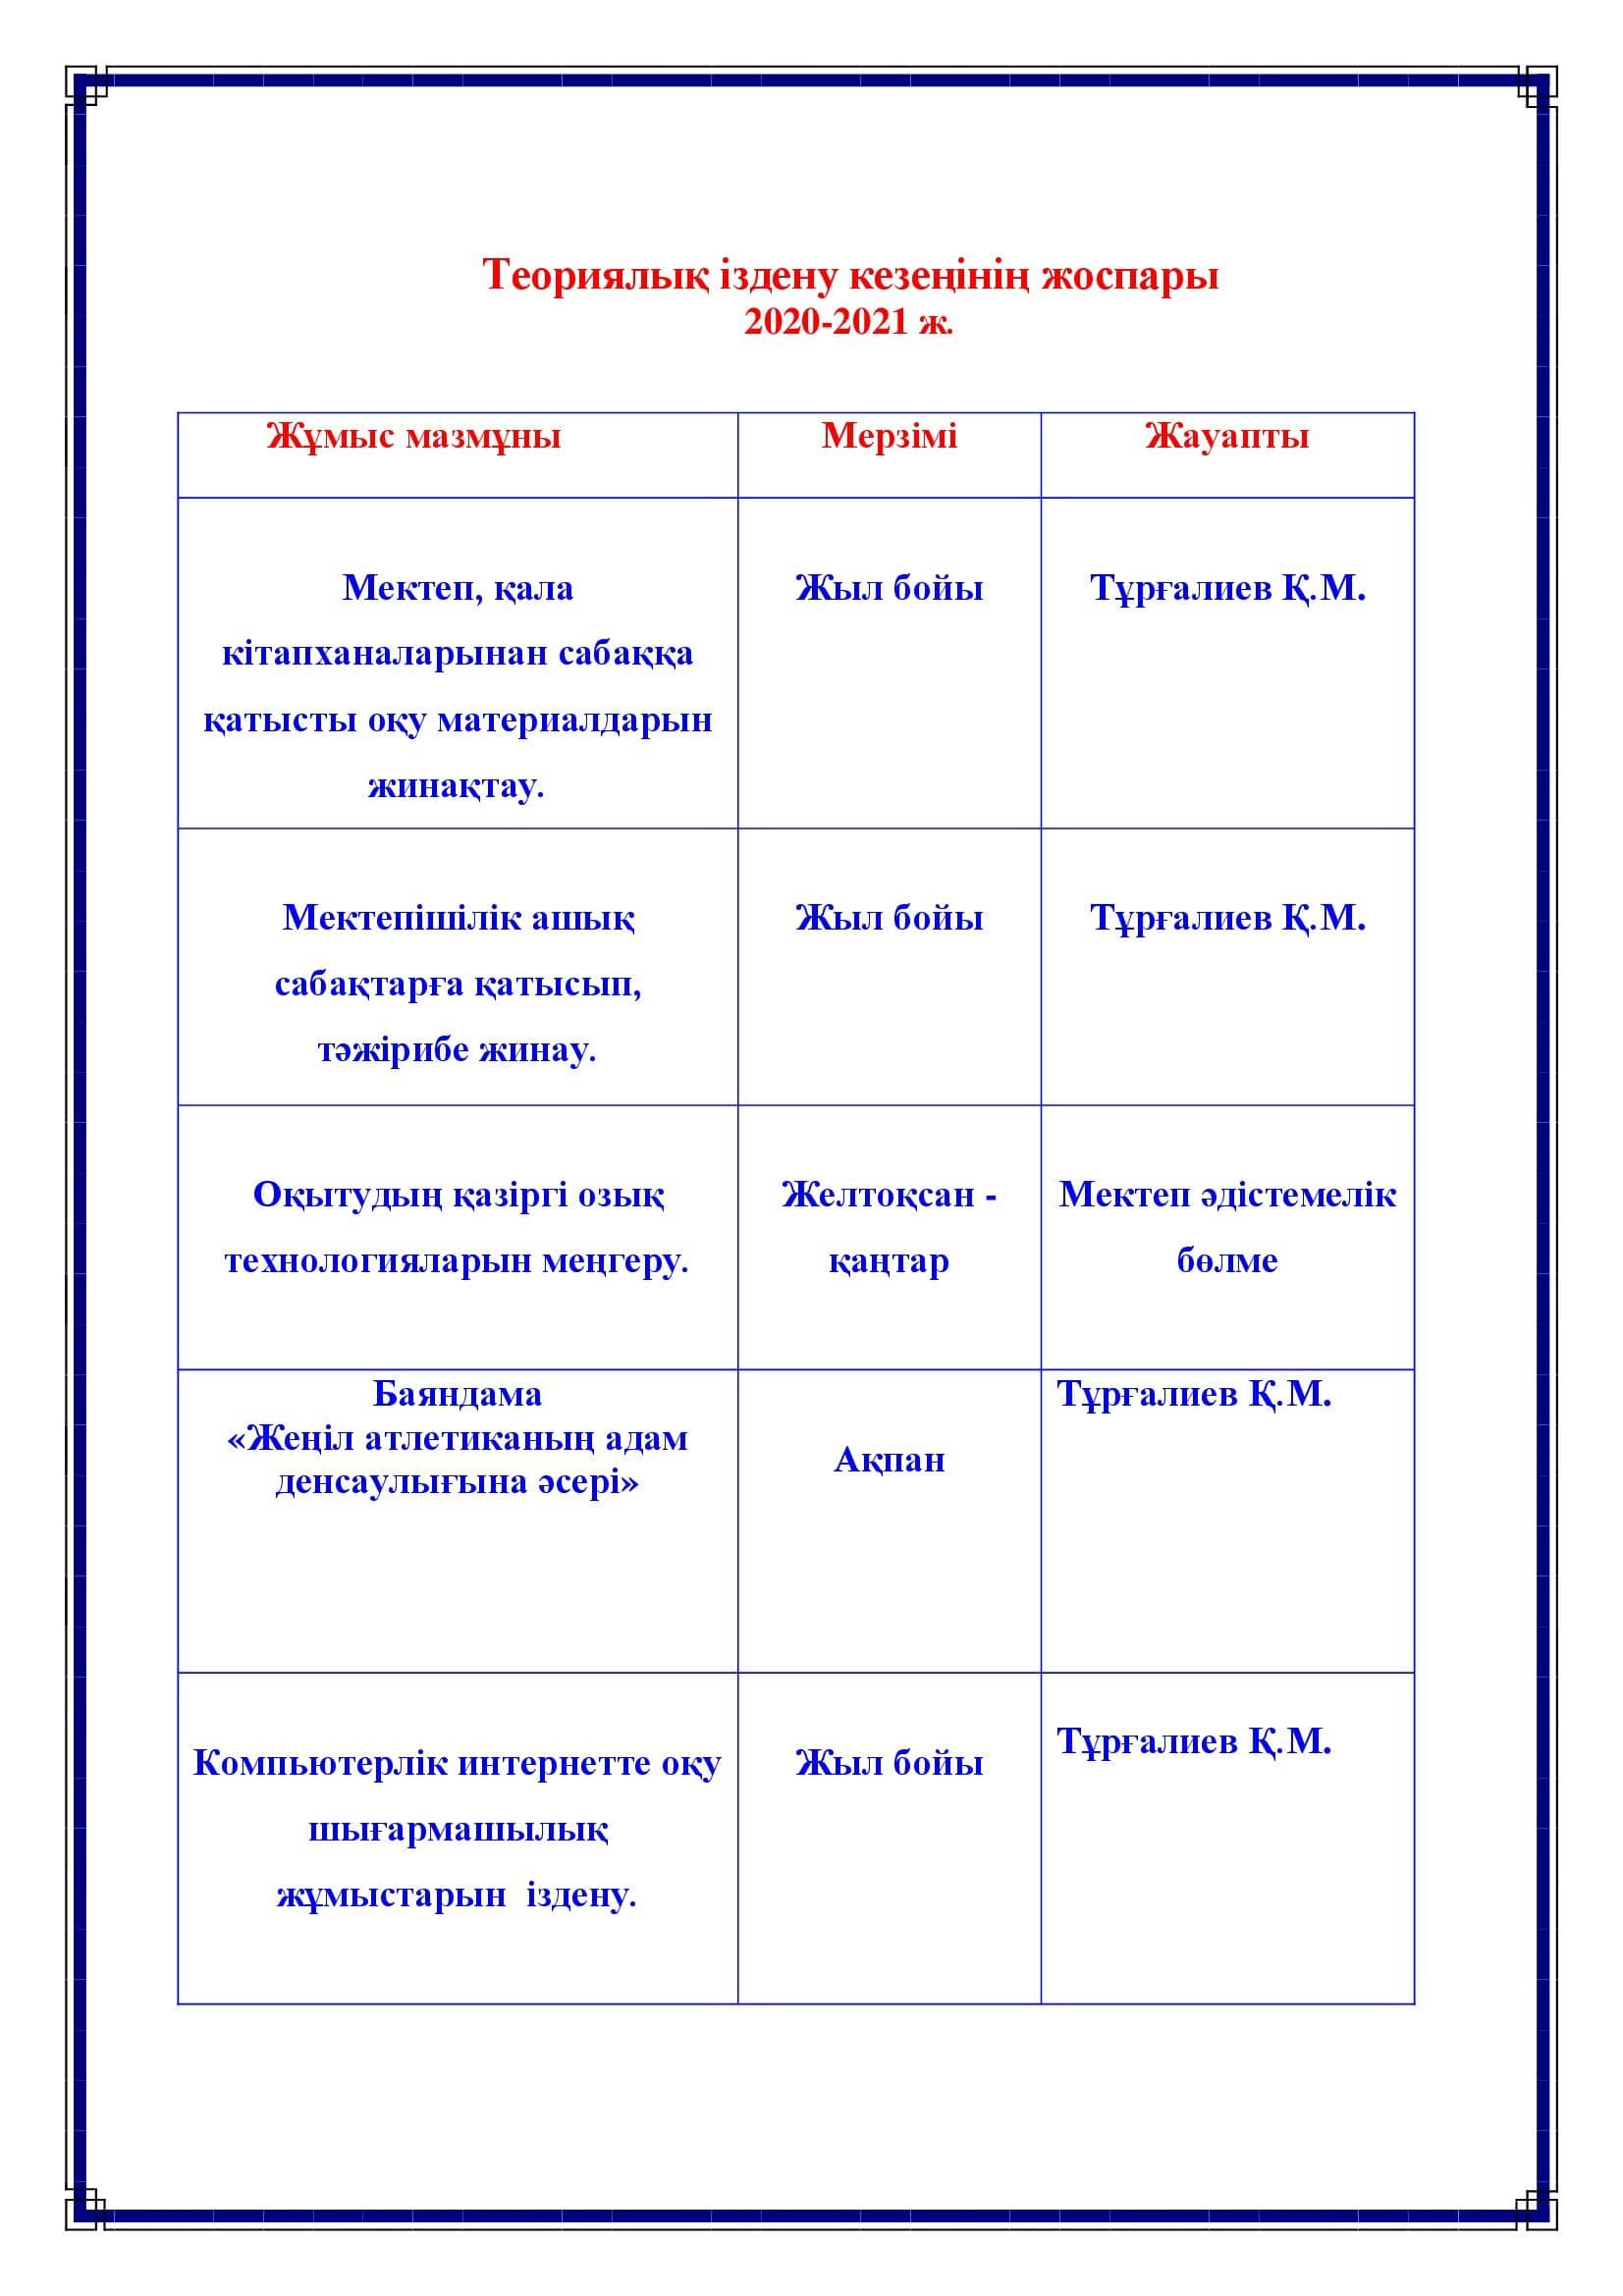 Теориялық іздену кезеңінің жоспары
2020-2021 ж.
Жұмыс мазмұны
Мерзімі
Жауапты
Мектеп, қала
кітапханаларынан сабаққа
қатысты оқу материалдарын
жинақтау.
Жыл бойы
Тұрғалиев Қ.М.
Мектепішілік ашық
сабақтарға қатысып,
тәжірибе жинау.
Жыл бойы
Тұрғалиев Қ.М.
Оқытудың қазіргі озық
технологияларын меңгеру.
Желтоқсан -
қаңтар
Мектеп әдістемелік
бөлме
Баяндама
«Жеңіл атлетиканың адам
денсаулығына әсері»
Ақпан
Тұрғалиев Қ.М.
Компьютерлік интернетте оқу
шығармашылық
жұмыстарын  іздену.
Жыл бойы
Тұрғалиев Қ.М.